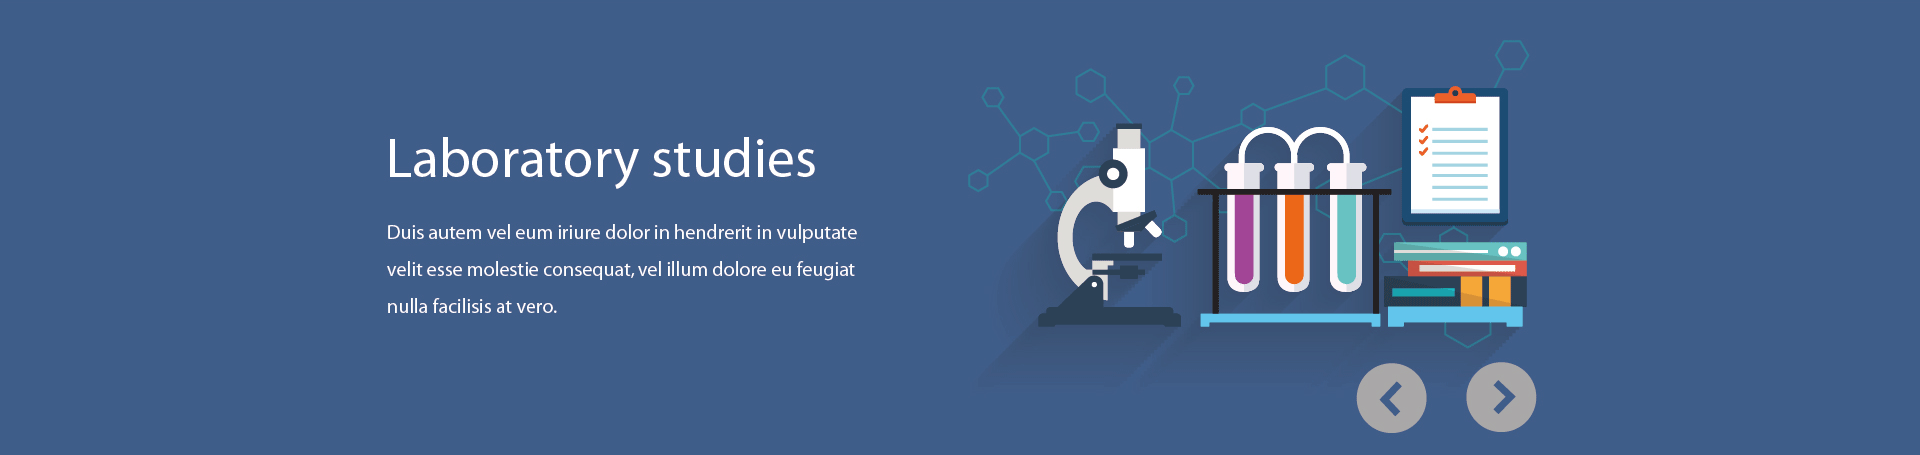 Laboratory studies
Duis autem vel eum iriure dolor in hendrerit in vulputate
velit esse molestie consequat, vel illum dolore eu feugiat
nulla facilisis at vero.